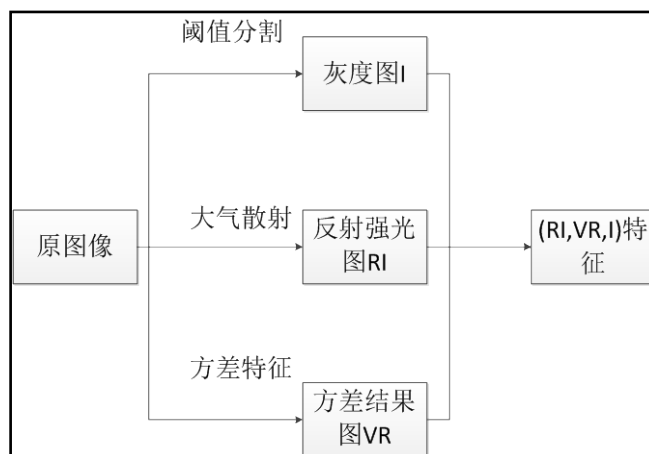 阈值分割
灰度图I
原图像
大气散射
反射强光
图RI
(RI,VR,I)特
征
方差特征
方差结果
图VR